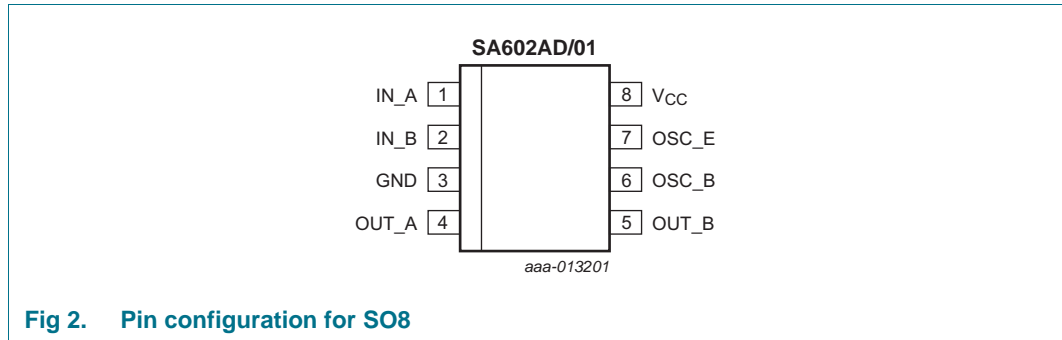 SA602AD/01
IN_A 1 8 VCC
IN_B 2 7 OSC_E
GND 3 6 OSC_B
OUT_A 4 5 OUT_B
aaa-013201
Fig 2. Pin configuration for SO8